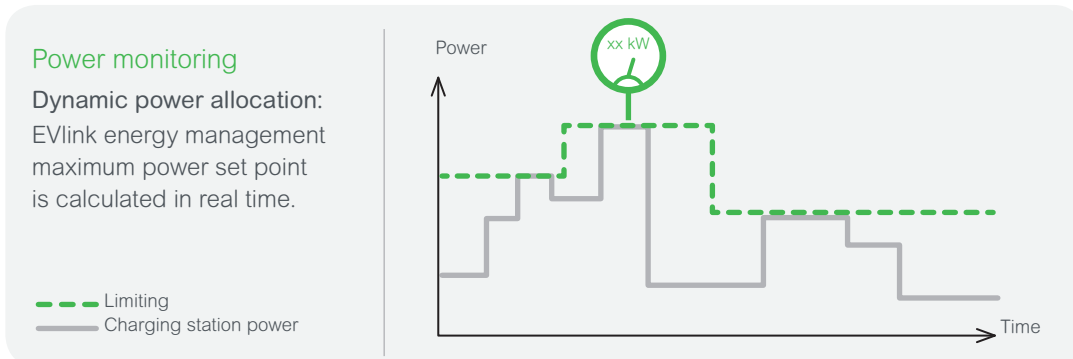 Power monitoring
Dynamic power allocation:
EVlink energy management
maximum power set point
is calculated in real time.
Limiting
Charging station power
Power
xx kW
Time